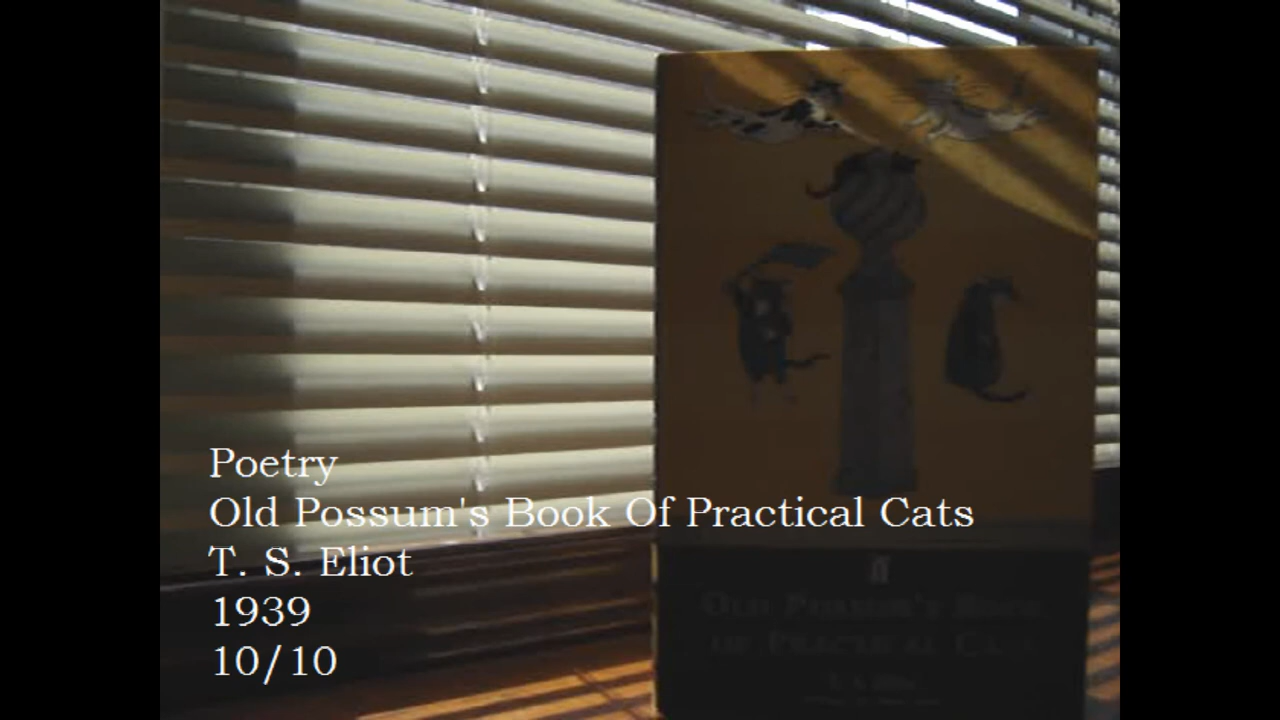 Poetry
Old Possum's Book Of Practical Cats
T. S. Eliot
1939
10/10
OLD POSSUM'S BOOK
OF PRACTICAL CATS